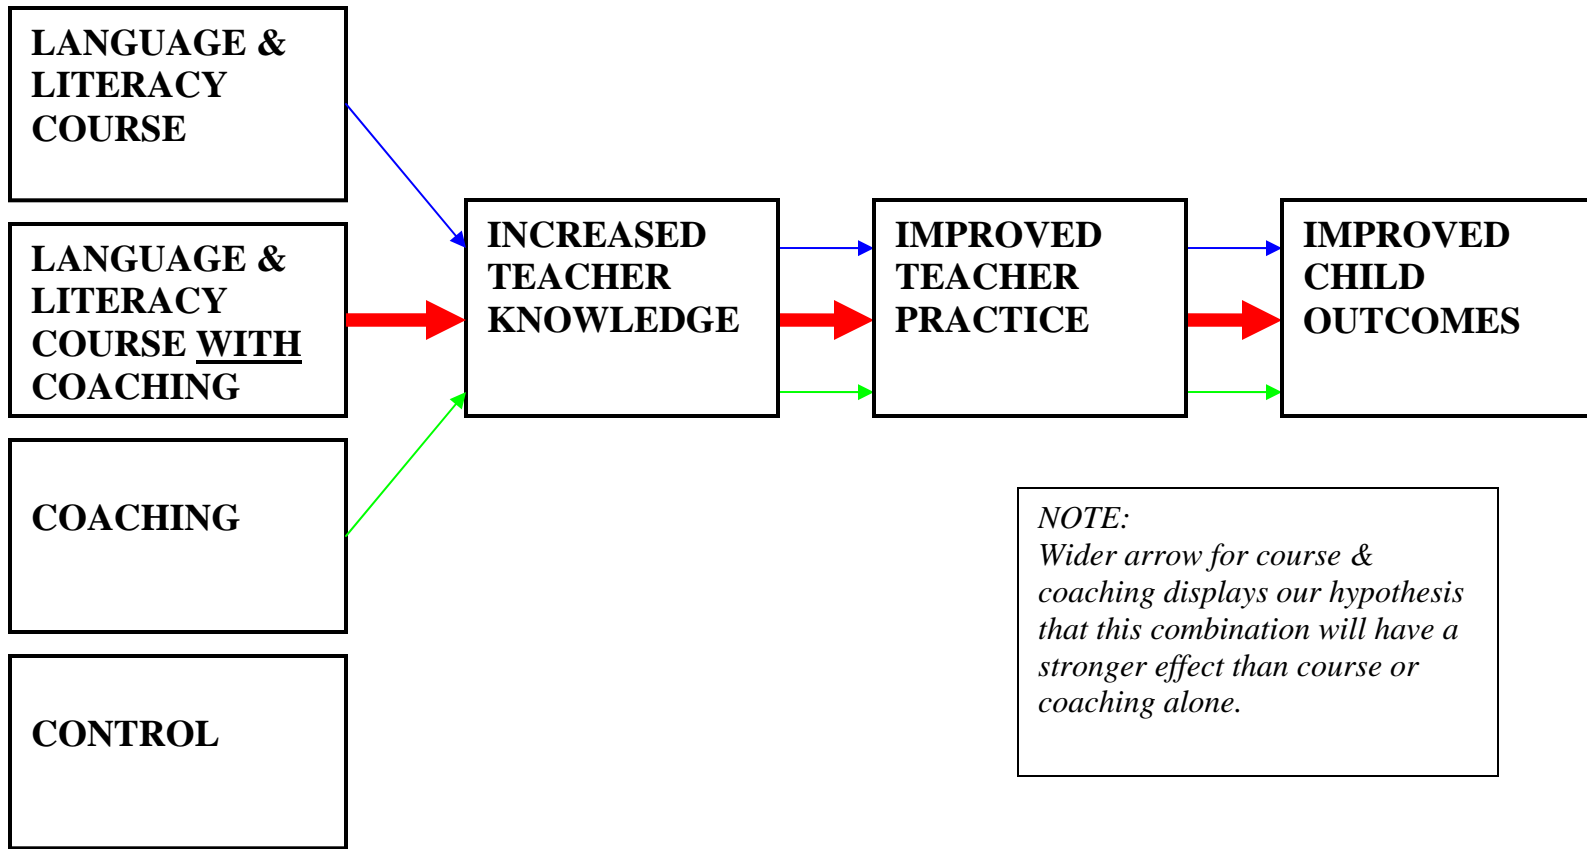 LANGUAGE &
LITERACY
COURSE
LANGUAGE &
LITERACY
COURSE WITH
COACHING
COACHING
CONTROL
INCREASED
TEACHER
KNOWLEDGE
IMPROVED
TEACHER
PRACTICE
IMPROVED
CHILD
OUTCOMES
NOTE:
Wider arrow for course &
coaching displays our hypothesis
that this combination will have a
stronger effect than course or
coaching alone.